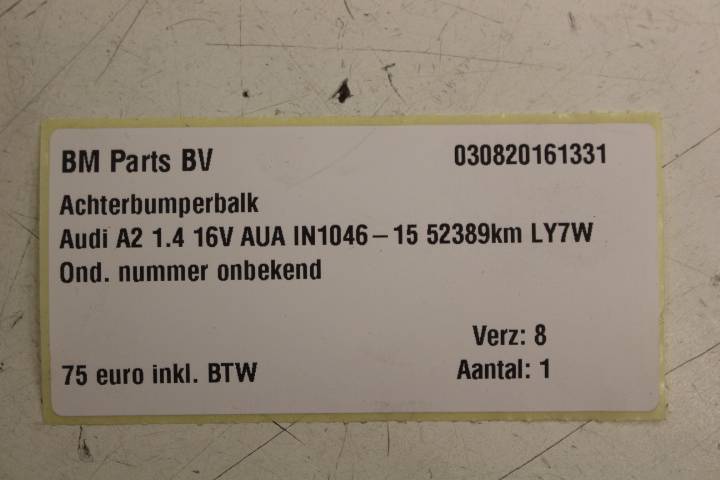 BM Parts BV 030820161331
Achterbumperbalk
Audi A2 1.4 16V AUA IN1046-15 52389km LY7W
Ond. nummer onbekend
Verz: 8
75 euro inkl. BTW Aantal: 1